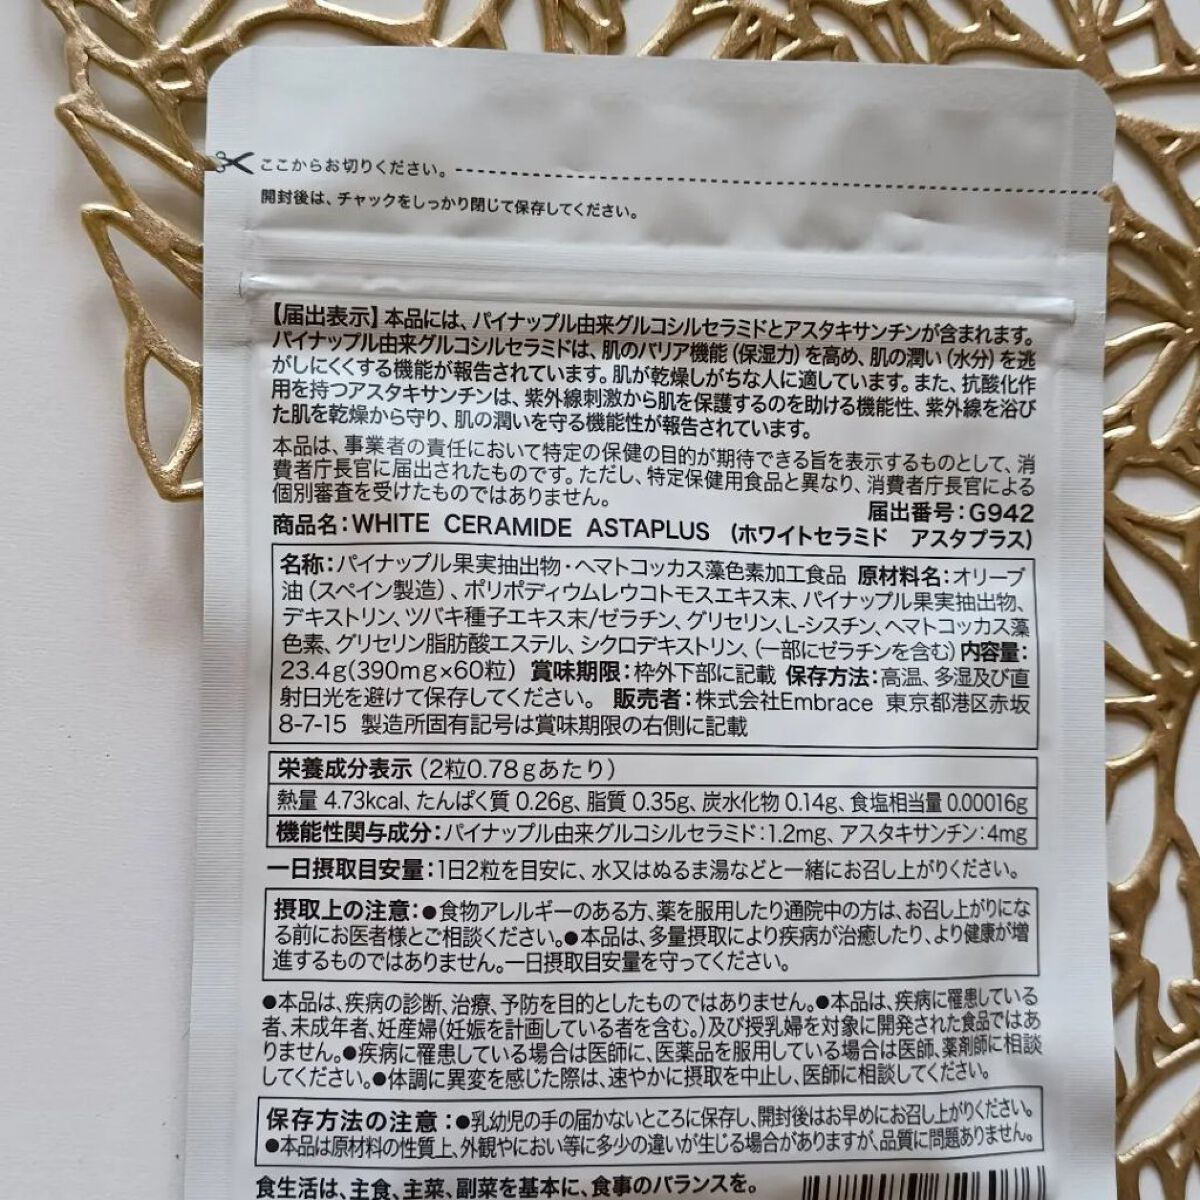 ここからお切りください。
開封後は、チャックをしっかり閉じて保存してください。
【届出表示】本品には、パイナップル由来グルコシルセラミドとアスタキサンチンが含まれます。
パイナップル由来グルコシルセラミドは、肌のバリア機能（保湿力）を高め、肌の潤い（水分）を逃
がしにくくする機能が報告されています。肌が乾燥しがちな人に適しています。また、抗酸化作
用を持つアスタキサンチンは、紫外線刺激から肌を保護するのを助ける機能性、紫外線を浴び
た肌を乾燥から守り、肌の潤いを守る機能性が報告されています。
本品は、事業者の責任において特定の保健の目的が期待できる旨を表示するものとして、消
費者庁長官に届出されたものです。ただし、特定保健用食品と異なり、消費者庁長官による
個別審査を受けたものではありません。
届出番号：G942
商品名：WHITE CERAMIDE ASTAPLUS （ホワイトセラミド　アスタプラス）
名称：パイナップル果実抽出物・ヘマトコッカス藻色素加工食品 原材料名：オリーブ
油（スペイン製造）、ポリポディウムレウコトモスエキス末、パイナップル果実抽出物、
デキストリン、ツバキ種子エキス末/ゼラチン、グリセリン、L-シスチン、ヘマトコッカス藻
色素、グリセリン脂肪酸エステル、シクロデキストリン、（一部にゼラチンを含む）内容量：
23.4g（390mg×60粒） 賞味期限：枠外下部に記載 保存方法：高温、多湿及び直
射日光を避けて保存してください。 販売者：株式会社Embrace 東京都港区赤坂
8-7-15 製造所固有記号は賞味期限の右側に記載
栄養成分表示（2粒0.78gあたり）
熱量 4.73kcal、たんぱく質 0.26g、脂質 0.35g、炭水化物 0.14g、食塩相当量 0.00016g
機能性関与成分：パイナップル由来グルコシルセラミド：1.2mg、アスタキサンチン：4mg
一日摂取目安量：1日2粒を目安に、水又はぬるま湯などと一緒にお召し上がりください。
摂取上の注意：●食物アレルギーのある方、薬を服用したり通院中の方は、お召し上がりにな
る前にお医者様とご相談ください。●本品は、多量摂取により疾病が治癒したり、より健康が増
進するものではありません。一日摂取目安量を守ってください。
●本品は、疾病の診断、治療、予防を目的としたものではありません。●本品は、疾病に罹患している
者、未成年者、妊産婦（妊娠を計画している者を含む。）及び授乳婦を対象に開発された食品ではあ
りません。●疾病に罹患している場合は医師に、医薬品を服用している場合は医師、薬剤師に相談
してください。●体調に異変を感じた際は、速やかに摂取を中止し、医師に相談してください。
保存方法の注意：●乳幼児の手の届かないところに保存し、開封後はお早めにお召し上がりください。
●本品は原材料の性質上、外観やにおい等に多少の違いが生じる場合がありますが、品質に問題ありません。
食生活は、主食、主菜、副菜を基本に、食事のバランスを。